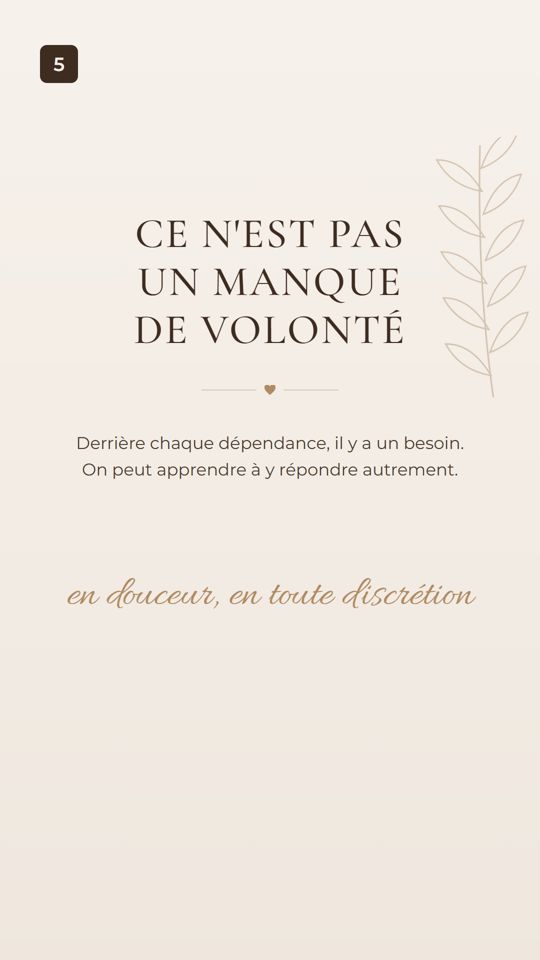 5
CE N'EST PAS
UN MANQUE
DE VOLONTÉ
Derrière chaque dépendance, il y a un besoin.
On peut apprendre à y répondre autrement.
en douceur, en toute discrétion